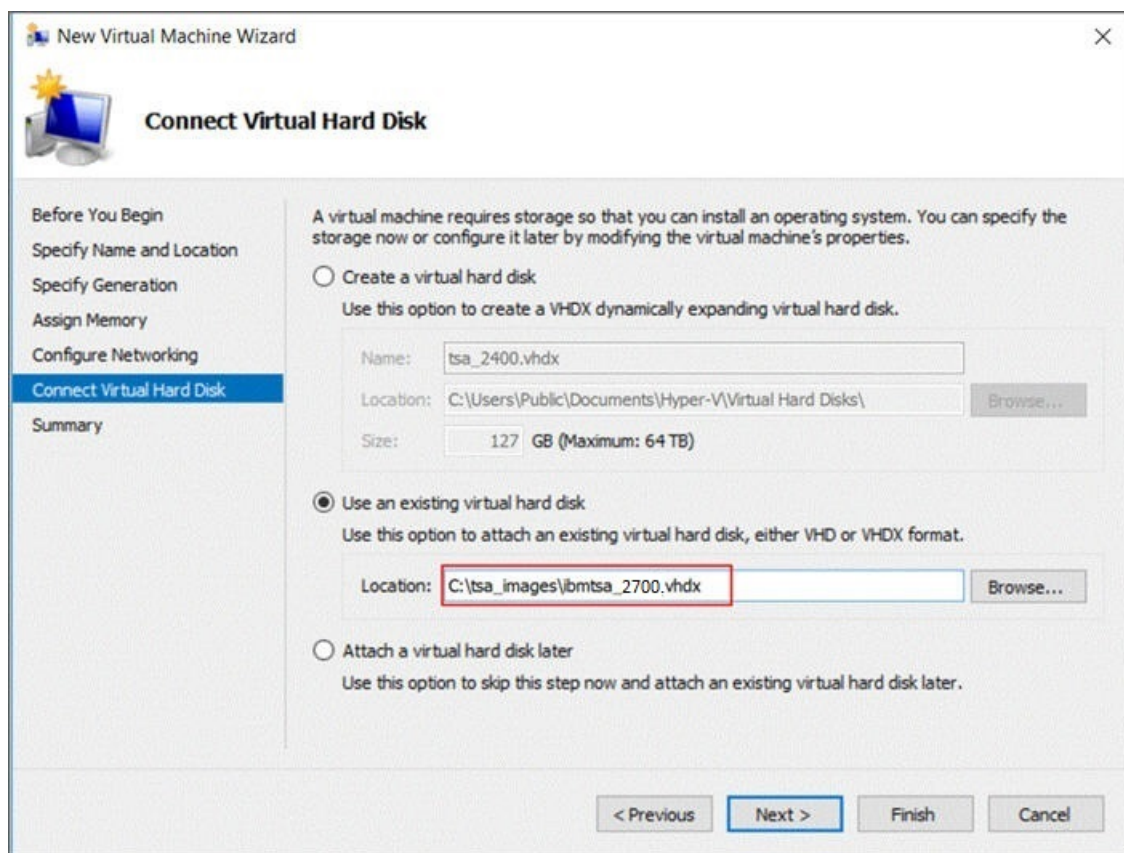 New Virtual Machine Wizard
Connect Virtual Hard Disk
Before You Begin
Specify Name and Location
Specify Generation
Assign Memory
Configure Networking
Connect Virtual Hard Disk
Summary
A virtual machine requires storage so that you can install an operating system. You can specify the
storage now or configure it later by modifying the virtual machine's properties.
Create a virtual hard disk
Use this option to create a VHDX dynamically expanding virtual hard disk.
Name: tsa_2400.vhdx
Location: C:\Users\Public\Documents\Hyper-V\Virtual Hard Disks\ Browse...
Size: 127 GB (Maximum: 64 TB)
Use an existing virtual hard disk
Use this option to attach an existing virtual hard disk, either VHD or VHDX format.
Location: C:\tsa_images\ibmtsa_2700.vhdx Browse...
Attach a virtual hard disk later
Use this option to skip this step now and attach an existing virtual hard disk later.
< Previous Next > Finish Cancel